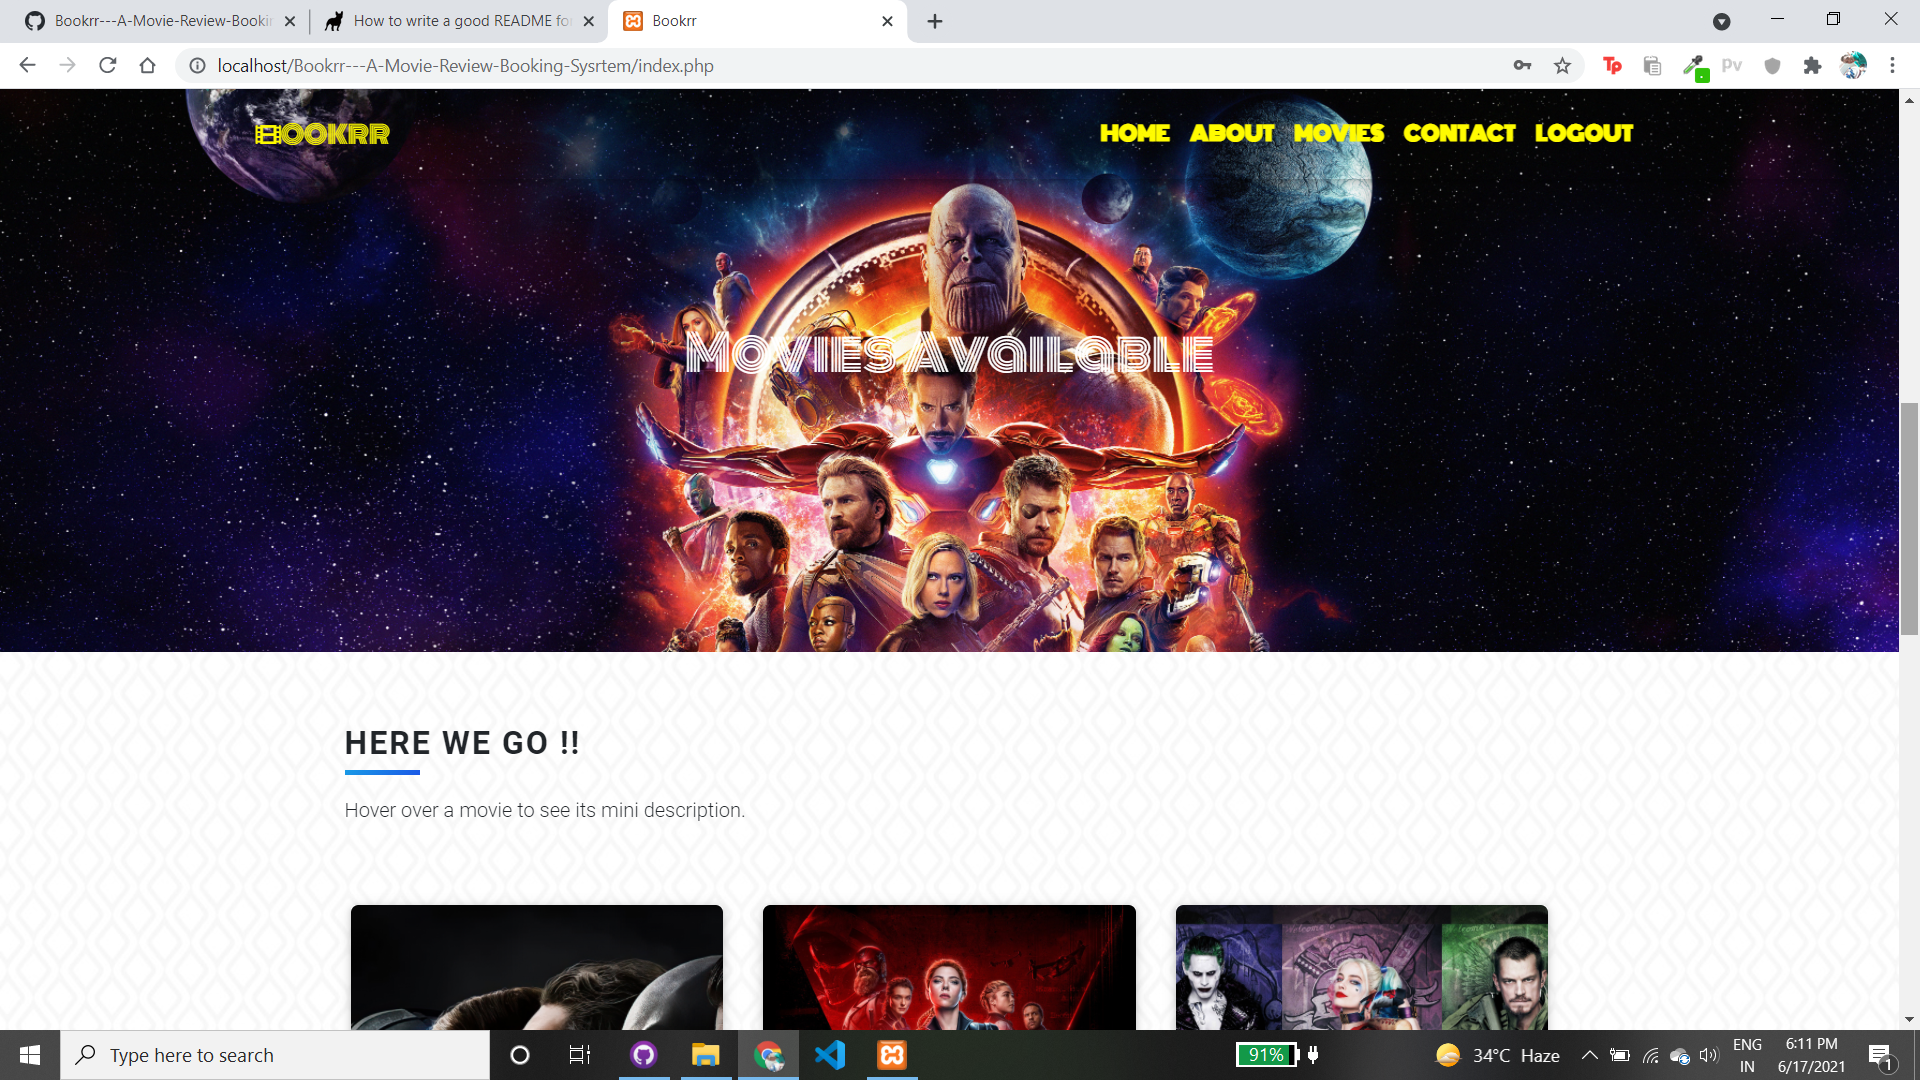 Bookrr---A-Movie-Review-Bookin
How to write a good README fo
Bookrr
localhost/Bookrr---A-Movie-Review-Booking-Sysrtem/index.php
BOOKRR
HOME ABOUT MOVIES CONTACT LOGOUT
Movies Available
HERE WE GO !!
Hover over a movie to see its mini description.
Type here to search
91%
34°C Haze
ENG
IN
6:11 PM
6/17/2021
1